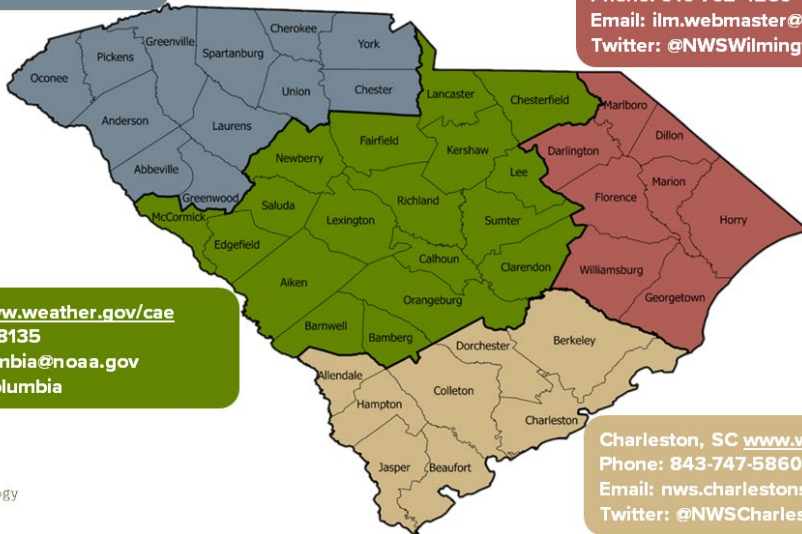 Email: ilm.webmaster@
Twitter: @NWSWilming
Cherokee
York
Greenville
Spartanburg
Pickens
Oconee
Union
Chester
Lancaster
Chesterfield
Marlboro
Anderson
Laurens
Dillon
Fairfield
Kershaw
Darlington
Newberry
Lee
Abbeville
Marion
Greenwood
Florence
Saluda
Richland
Horry
McCormick
Lexington
Sumter
Edgefield
Calhoun
Clarendon
Williamsburg
Aiken
Orangeburg
Georgetown
www.weather.gov/cae
8135
mbia@noaa.gov
olumbia
Barnwell
Bamberg
Dorchester
Berkeley
Allendale
Colleton
Hampton
Charleston
Jasper
Beaufort
Charleston, SC www.w
Phone: 843-747-5860
Email: nws.charlestons
Twitter: @NWSCharles
ogy